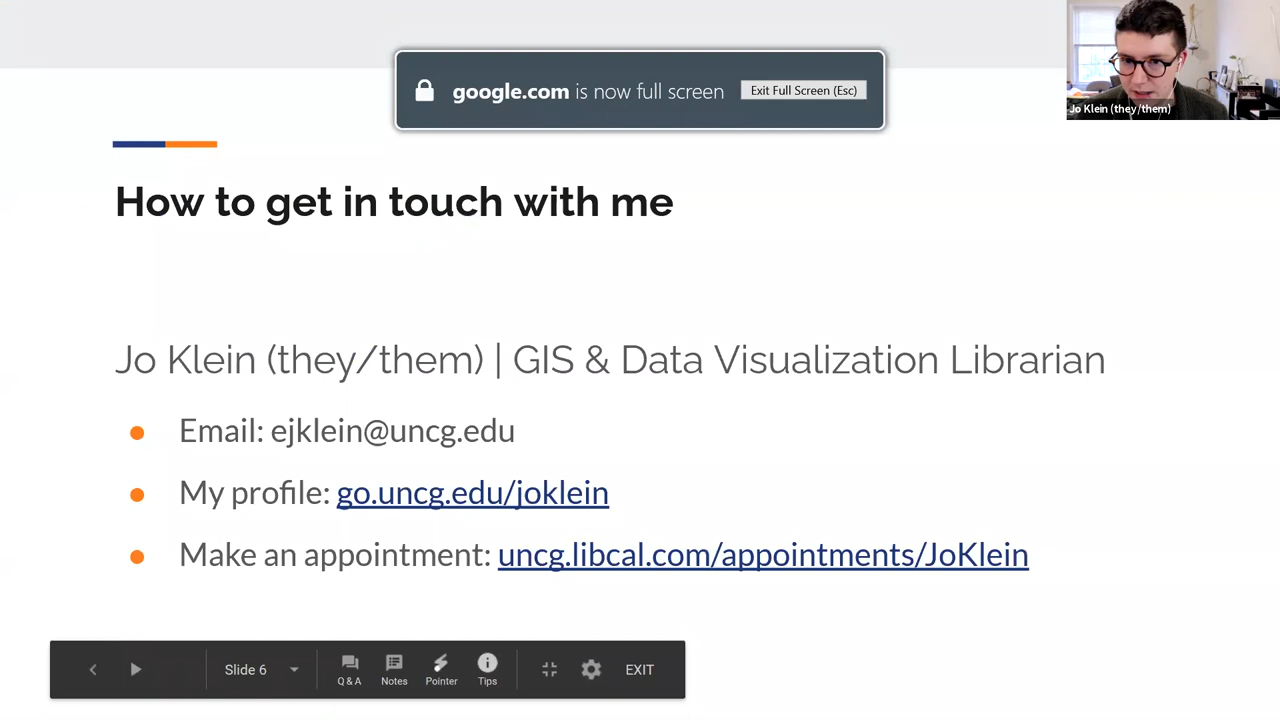 google.com is now full screen
Exit Full Screen (Esc)
Jo Klein (they/them)
How to get in touch with me
Jo Klein (they/them) | GIS & Data Visualization Librarian
● Email: ejklein@uncg.edu
● My profile: go.uncg.edu/joklein
● Make an appointment: uncg.libcal.com/appointments/JoKlein
Slide 6
Q & A
Notes
Pointer
Tips
EXIT